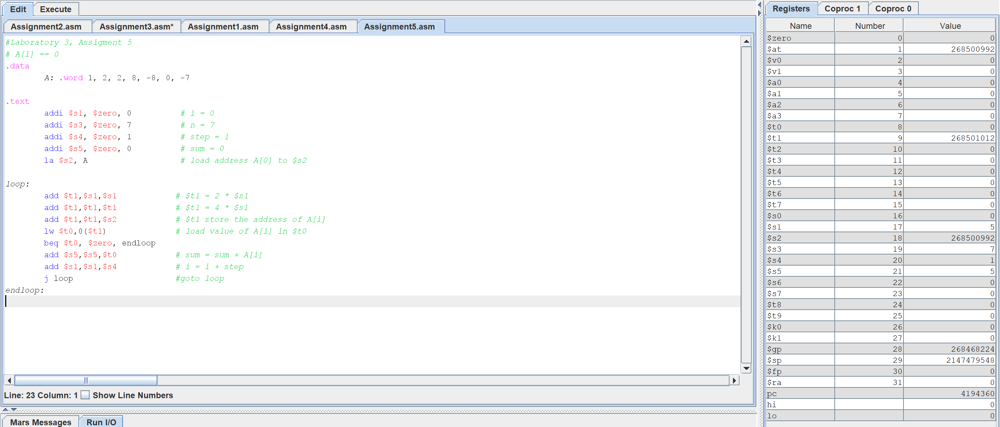 Edit Execute
Assignment2.asm Assignment3.asm* Assignment1.asm Assignment4.asm Assignment5.asm
#Laboratory 3, Assigment 5
# A[i] == 0
.data
A: .word 1, 2, 2, 8, -8, 0, -7
.text
addi $s1, $zero, 0 # i = 0
addi $s3, $zero, 7 # n = 7
addi $s4, $zero, 1 # step = 1
addi $s5, $zero, 0 # sum = 0
la $s2, A # load address A[0] to $s2
loop:
add $t1,$s1,$s1 # $t1 = 2 * $s1
add $t1,$t1,$t1 # $t1 = 4 * $s1
add $t1,$t1,$s2 # $t1 store the address of A[i]
lw $t0,0($t1) # load value of A[i] in $t0
beq $t0, $zero, endloop
add $s5,$s5,$t0 # sum = sum + A[i]
add $s1,$s1,$s4 # i = i + step
j loop #goto loop
endloop:
Line: 23 Column: 1 Show Line Numbers
Mars Messages Run I/O
Registers Coproc 1 Coproc 0
Name Number Value
$zero 0 0
$at 1 268500992
$v0 2 0
$v1 3 0
$a0 4 0
$a1 5 0
$a2 6 0
$a3 7 0
$t0 8 0
$t1 9 268501012
$t2 10 0
$t3 11 0
$t4 12 0
$t5 13 0
$t6 14 0
$t7 15 0
$s0 16 0
$s1 17 5
$s2 18 268500992
$s3 19 7
$s4 20 1
$s5 21 5
$s6 22 0
$s7 23 0
$t8 24 0
$t9 25 0
$k0 26 0
$k1 27 0
$gp 28 268468224
$sp 29 2147479548
$fp 30 0
$ra 31 0
pc 4194360
hi 0
lo 0